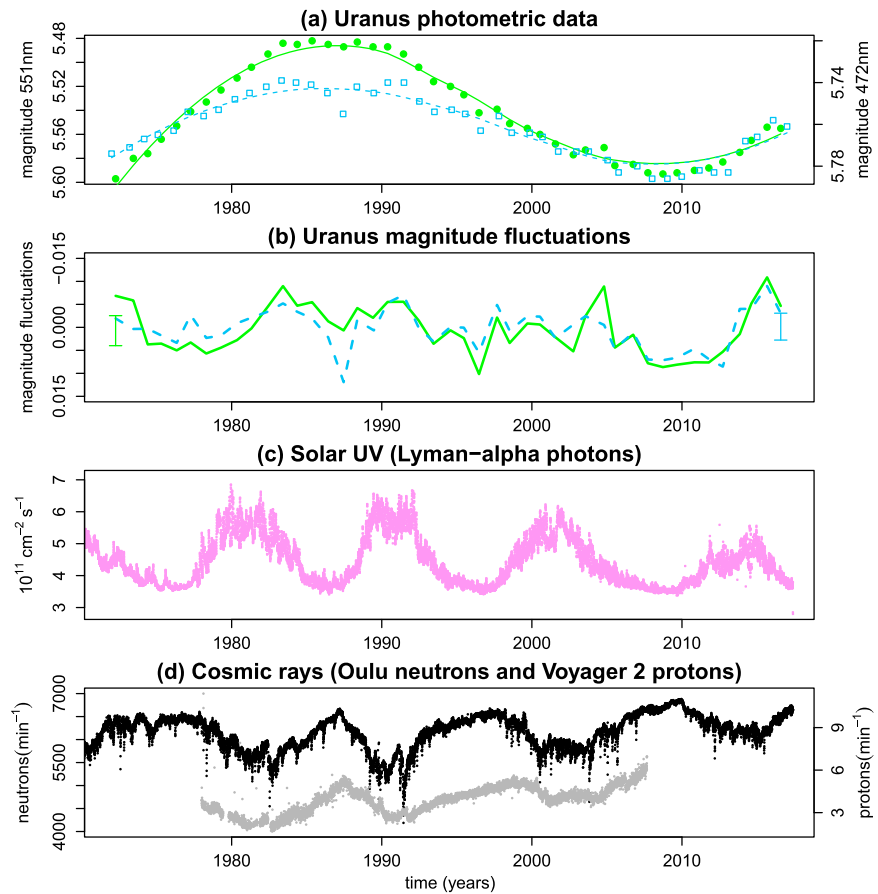 (a) Uranus photometric data
magnitude 551nm
5.48
5.52
5.56
5.60
magnitude 472nm
5.74
5.78
1980 1990 2000 2010
(b) Uranus magnitude fluctuations
magnitude fluctuations
−0.015
0.000
0.015
1980 1990 2000 2010
(c) Solar UV (Lyman−alpha photons)
10¹¹ cm⁻² s⁻¹
7
6
5
4
3
1980 1990 2000 2010
(d) Cosmic rays (Oulu neutrons and Voyager 2 protons)
neutrons(min⁻¹)
7000
5500
4000
protons(min⁻¹)
9
6
3
1980 1990 2000 2010
time (years)